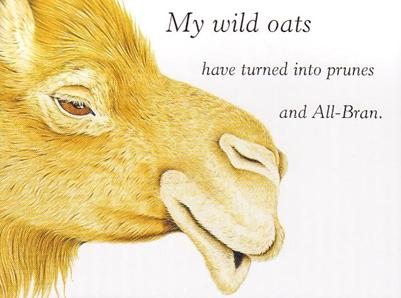 My wild oats
have turned into prunes
and All-Bran.